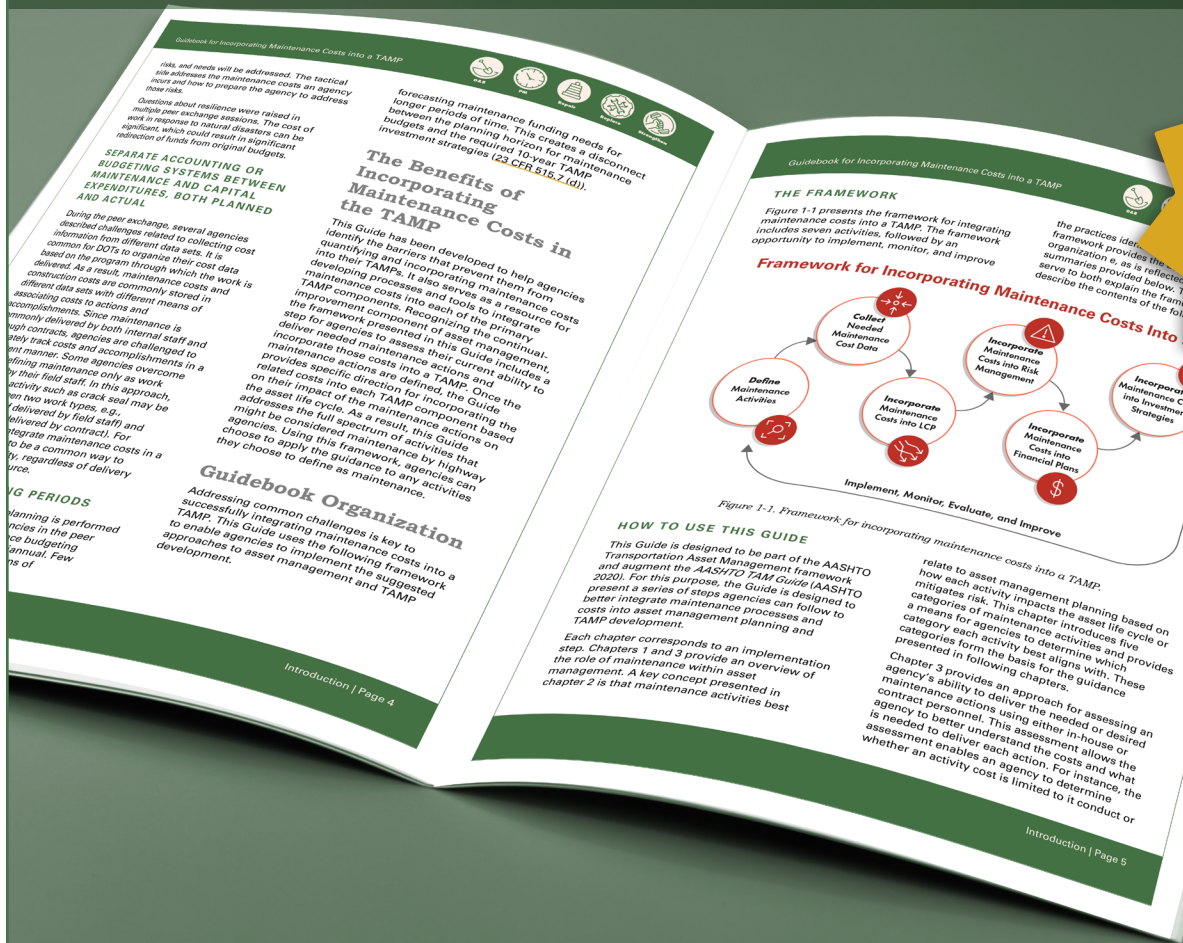 Guidebook for Incorporating Maintenance Costs into a TAMP
O&R
PM
Repair
Replace
Strengthen
risks, and needs will be addressed. The tactical
side addresses the maintenance costs an agency
incurs and how to prepare the agency to address
those risks.
Questions about resilience were raised in
multiple peer exchange sessions. The cost of
work in response to natural disasters can be
significant, which could result in significant
redirection of funds from original budgets.
SEPARATE ACCOUNTING OR
BUDGETING SYSTEMS BETWEEN
MAINTENANCE AND CAPITAL
EXPENDITURES, BOTH PLANNED
AND ACTUAL
During the peer exchange, several agencies
described challenges related to collecting cost
information from different data sets. It is
common for DOTs to organize their cost data
based on the program through which the work is
delivered. As a result, maintenance costs and
construction costs are commonly stored in
different data sets with different means of
associating costs to actions and
accomplishments. Since maintenance is
mmonly delivered by both internal staff and
ugh contracts, agencies are challenged to
ately track costs and accomplishments in a
ent manner. Some agencies overcome
efining maintenance only as work
by their field staff. In this approach,
activity such as crack seal may be
en two work types, e.g.,
delivered by field staff) and
elivered by contract). For
ntegrate maintenance costs in a
to be a common way to
ty, regardless of delivery
urce.
NG PERIODS
planning is performed
ncies in the peer
ce budgeting
annual. Few
ns of
forecasting maintenance funding needs for
longer periods of time. This creates a disconnect
between the planning horizon for maintenance
budgets and the required 10-year TAMP
investment strategies (23 CFR 515.7 (d)).
The Benefits of
Incorporating
Maintenance Costs in
the TAMP
This Guide has been developed to help agencies
identify the barriers that prevent them from
quantifying and incorporating maintenance costs
into their TAMPs. It also serves as a resource for
developing processes and tools to integrate
maintenance costs into each of the primary
TAMP components. Recognizing the continual-
improvement component of asset management,
the framework presented in this Guide includes a
step for agencies to assess their current ability to
deliver needed maintenance actions and
incorporate those costs into a TAMP. Once the
maintenance actions are defined, the Guide
provides specific direction for incorporating the
related costs into each TAMP component based
on their impact of the maintenance actions on
the asset life cycle. As a result, this Guide
addresses the full spectrum of activities that
might be considered maintenance by highway
agencies. Using this framework, agencies can
choose to apply the guidance to any activities
they choose to define as maintenance.
Guidebook Organization
Addressing common challenges is key to
successfully integrating maintenance costs into a
TAMP. This Guide uses the following framework
to enable agencies to implement the suggested
approaches to asset management and TAMP
development.
Introduction | Page 4
Guidebook for Incorporating Maintenance Costs into a TAMP
O&R
THE FRAMEWORK
Figure 1-1 presents the framework for integrating
maintenance costs into a TAMP. The framework
includes seven activities, followed by an
opportunity to implement, monitor, and improve
the practices iden
framework provides the
organization e, as is reflected
summaries provided below. T
serve to both explain the fram
describe the contents of the foll
Framework for Incorporating Maintenance Costs Into
Define
Maintenance
Activities
Collect
Needed
Maintenance
Cost Data
Incorporate
Maintenance
Costs into LCP
Incorporate
Maintenance
Costs into Risk
Management
Incorporate
Maintenance
Costs into
Financial Plans
$
Incorporat
Maintenance C
into Investm
Strategies
Implement, Monitor, Evaluate, and Improve
Figure 1-1. Framework for incorporating maintenance costs into a TAMP.
HOW TO USE THIS GUIDE
This Guide is designed to be part of the AASHTO
Transportation Asset Management framework
and augment the AASHTO TAM Guide (AASHTO
2020). For this purpose, the Guide is designed to
present a series of steps agencies can follow to
better integrate maintenance processes and
costs into asset management planning and
TAMP development.
Each chapter corresponds to an implementation
step. Chapters 1 and 3 provide an overview of
the role of maintenance within asset
management. A key concept presented in
chapter 2 is that maintenance activities best
relate to asset management planning based on
how each activity impacts the asset life cycle or
mitigates risk. This chapter introduces five
categories of maintenance activities and provides
a means for agencies to determine which
category each activity best aligns with. These
categories form the basis for the guidance
presented in following chapters.
Chapter 3 provides an approach for assessing an
agency's ability to deliver the needed or desired
maintenance actions using either in-house or
contract personnel. This assessment allows the
agency to better understand the costs and what
is needed to deliver each action. For instance, the
assessment enables an agency to determine
whether an activity cost is limited to it conduct or
Introduction | Page 5